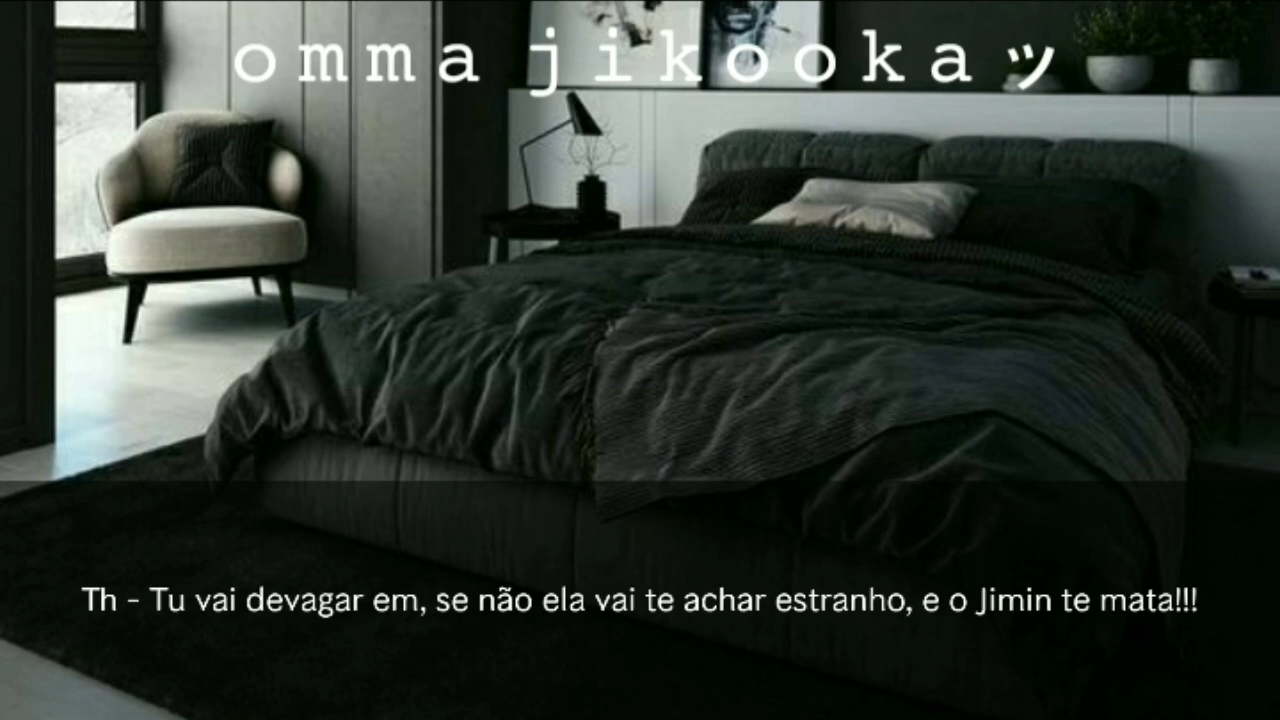 omma jikookaッ
Th - Tu vai devagar em, se não ela vai te achar estranho, e o Jimin te mata!!!